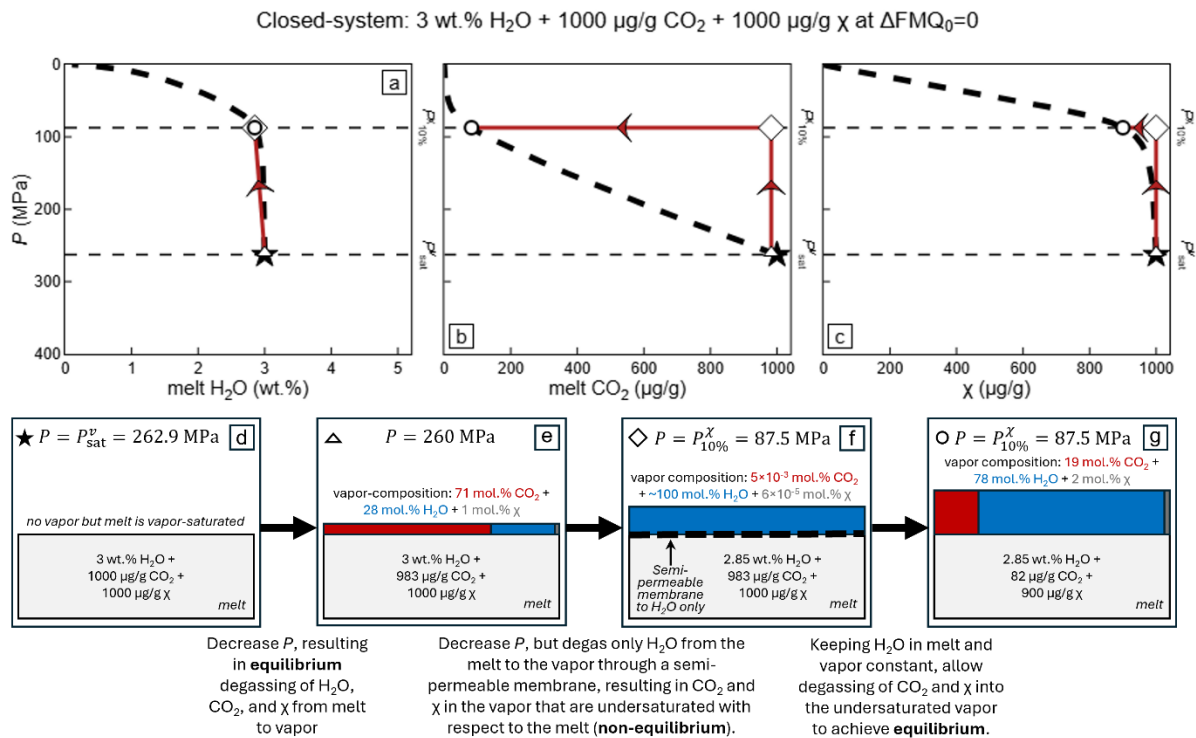 Closed-system: 3 wt.% H₂O + 1000 µg/g CO₂ + 1000 µg/g χ at ΔFMQ₀=0
0
100
200
300
400
P (MPa)
a
Pχ10%
Pvsat
0 1 2 3 4 5
melt H₂O (wt.%)
b
Pχ10%
Pvsat
0 200 400 600 800 1000
melt CO₂ (µg/g)
c
Pχ10%
Pvsat
0 200 400 600 800 1000
χ (µg/g)
★ P = Pᵛsat = 262.9 MPa
d
no vapor but melt is vapor-saturated
3 wt.% H₂O +
1000 µg/g CO₂ +
1000 µg/g χ
melt
△ P = 260 MPa
e
vapor-composition: 71 mol.% CO₂ +
28 mol.% H₂O + 1 mol.% χ
3 wt.% H₂O +
983 µg/g CO₂ +
1000 µg/g χ
melt
◇ P = Pχ10% = 87.5 MPa
f
vapor composition: 5×10⁻³ mol.% CO₂
+ ~100 mol.% H₂O + 6×10⁻⁵ mol.% χ
Semi-
permeable
membrane
to H₂O only
2.85 wt.% H₂O +
983 µg/g CO₂ +
1000 µg/g χ
melt
○ P = Pχ10% = 87.5 MPa
g
vapor composition: 19 mol.% CO₂ +
78 mol.% H₂O + 2 mol.% χ
2.85 wt.% H₂O +
82 µg/g CO₂ +
900 µg/g χ
melt
Decrease P, resulting
in equilibrium
degassing of H₂O,
CO₂, and χ from melt
to vapor
Decrease P, but degas only H₂O from the
melt to the vapor through a semi-
permeable membrane, resulting in CO₂ and
χ in the vapor that are undersaturated with
respect to the melt (non-equilibrium).
Keeping H₂O in melt and
vapor constant, allow
degassing of CO₂ and χ into
the undersaturated vapor
to achieve equilibrium.